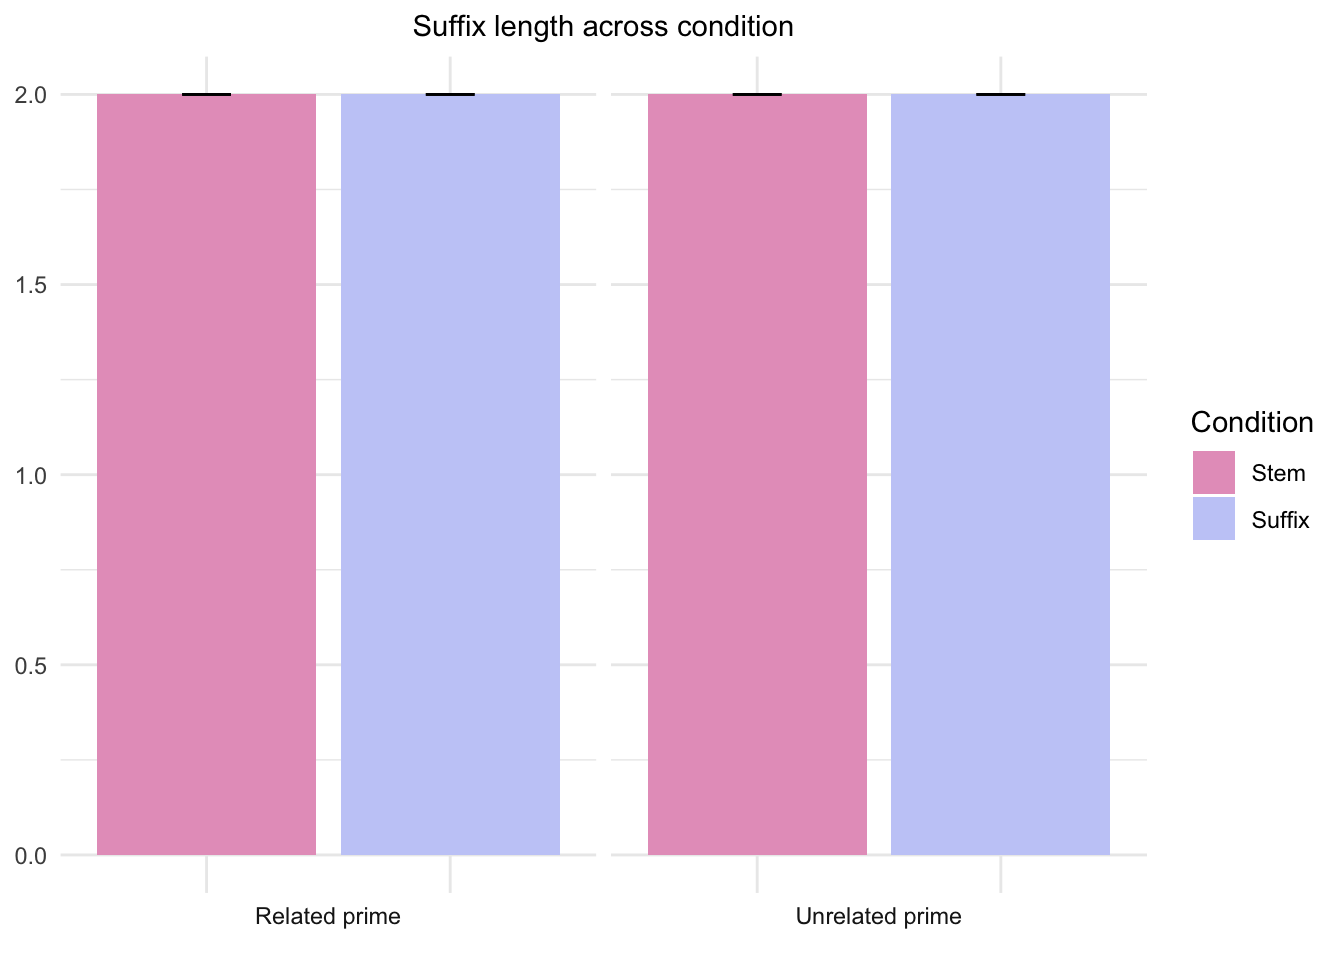 Suffix length across condition
2.0
1.5
1.0
0.5
0.0
Related prime
Unrelated prime
Condition
Stem
Suffix